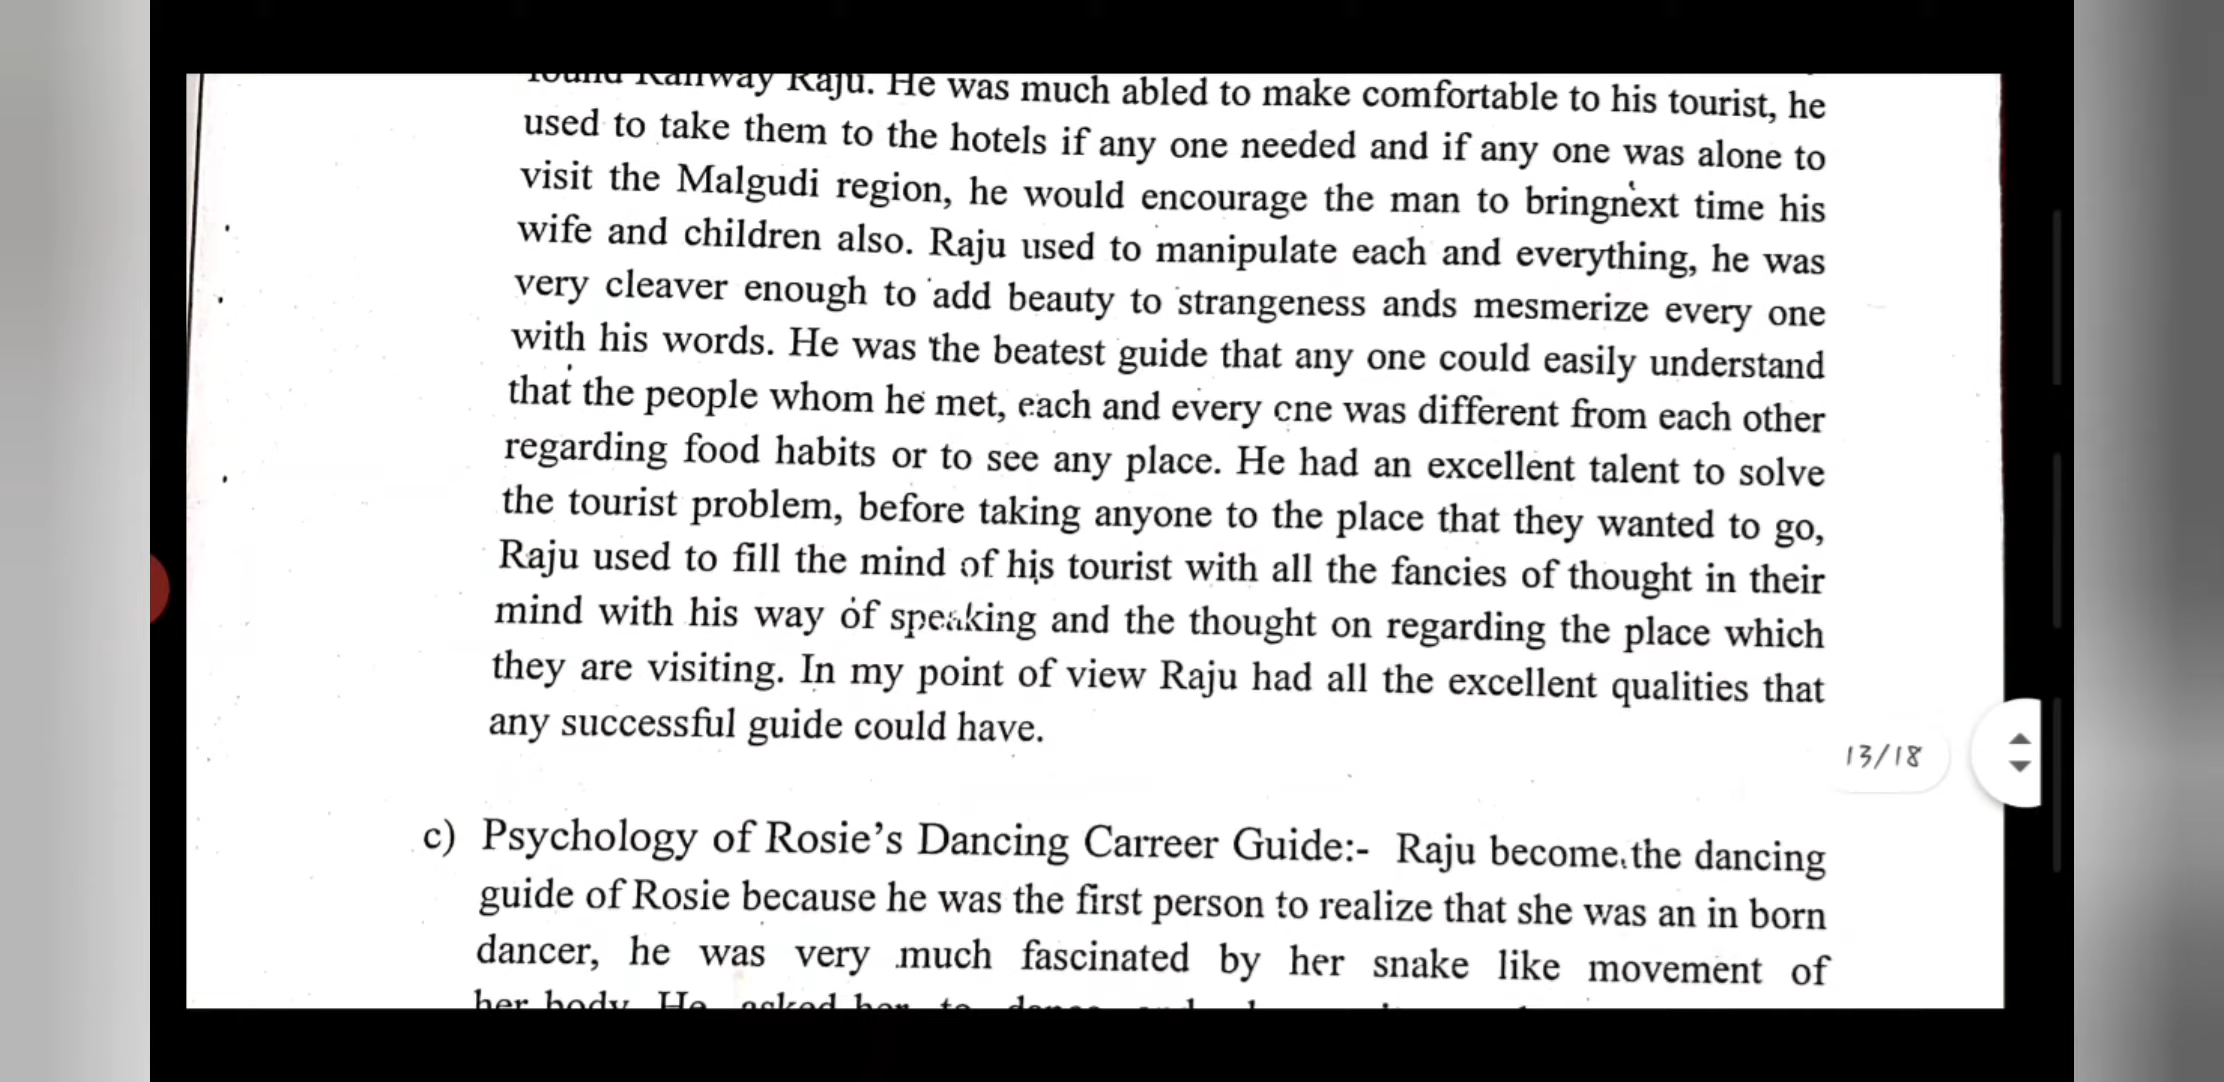 found Railway Raju. He was much abled to make comfortable to his tourist, he
used to take them to the hotels if any one needed and if any one was alone to
visit the Malgudi region, he would encourage the man to bringnext time his
wife and children also. Raju used to manipulate each and everything, he was
very cleaver enough to add beauty to strangeness ands mesmerize every one
with his words. He was the beatest guide that any one could easily understand
that the people whom he met, each and every one was different from each other
regarding food habits or to see any place. He had an excellent talent to solve
the tourist problem, before taking anyone to the place that they wanted to go,
Raju used to fill the mind of his tourist with all the fancies of thought in their
mind with his way of speaking and the thought on regarding the place which
they are visiting. In my point of view Raju had all the excellent qualities that
any successful guide could have.
13/18
c) Psychology of Rosie's Dancing Carreer Guide:- Raju become the dancing
guide of Rosie because he was the first person to realize that she was an in born
dancer, he was very much fascinated by her snake like movement of
her body. He asked her to